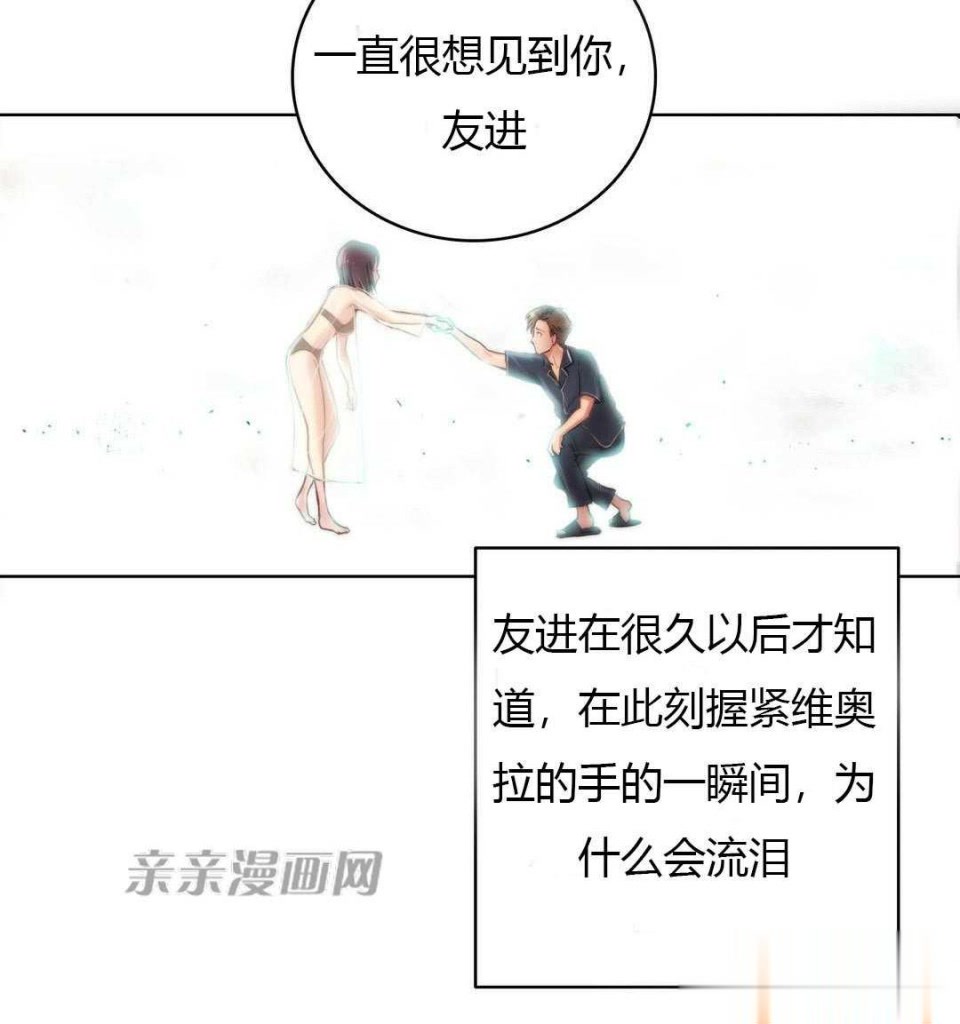 一直很想见到你，
友进
友进在很久以后才知
道，在此刻握紧维奥
拉的手的一瞬间，为
什么会流泪
亲亲漫画网